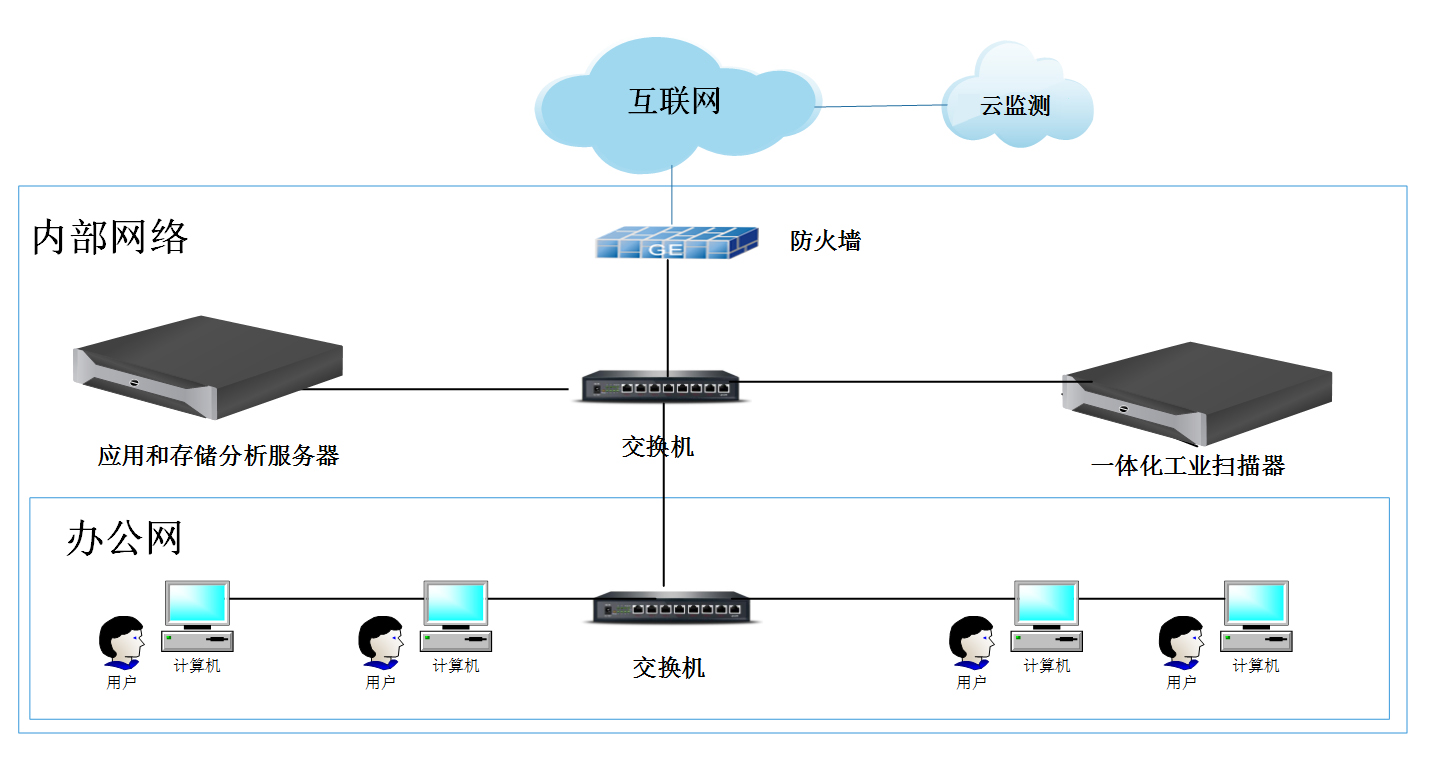 互联网
云监测
内部网络
GE
防火墙
应用和存储分析服务器
交换机
一体化工业扫描器
办公网
用户
计算机
用户
计算机
交换机
用户
计算机
用户
计算机